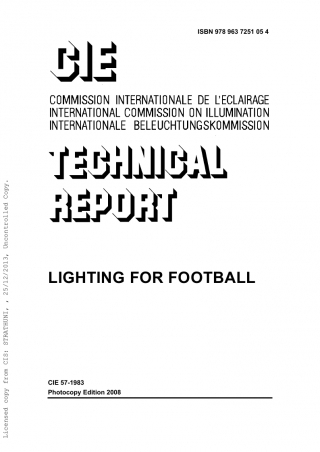 ISBN 978 963 7251 05 4
CIE
COMMISSION INTERNATIONALE DE L'ECLAIRAGE
INTERNATIONAL COMMISSION ON ILLUMINATION
INTERNATIONALE BELEUCHTUNGSKOMMISSION
TECHNICAL
REPORT
LIGHTING FOR FOOTBALL
CIE 57-1983
Photocopy Edition 2008
Licensed copy from CIS: STRATHUNI, , 25/12/2013, Uncontrolled Copy.